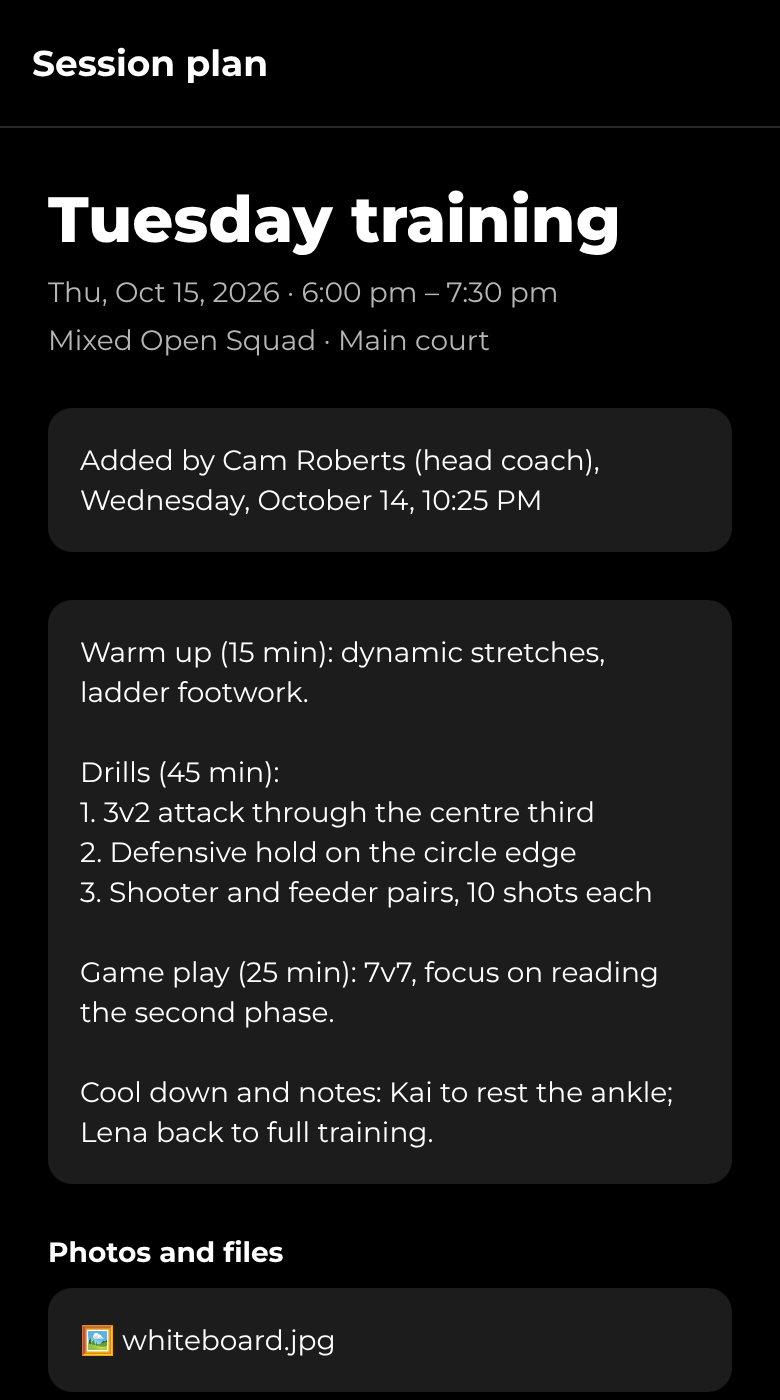 Session plan
Tuesday training
Thu, Oct 15, 2026 · 6:00 pm – 7:30 pm
Mixed Open Squad · Main court
Added by Cam Roberts (head coach),
Wednesday, October 14, 10:25 PM
Warm up (15 min): dynamic stretches,
ladder footwork.
Drills (45 min):
1. 3v2 attack through the centre third
2. Defensive hold on the circle edge
3. Shooter and feeder pairs, 10 shots each
Game play (25 min): 7v7, focus on reading
the second phase.
Cool down and notes: Kai to rest the ankle;
Lena back to full training.
Photos and files
🖼️ whiteboard.jpg